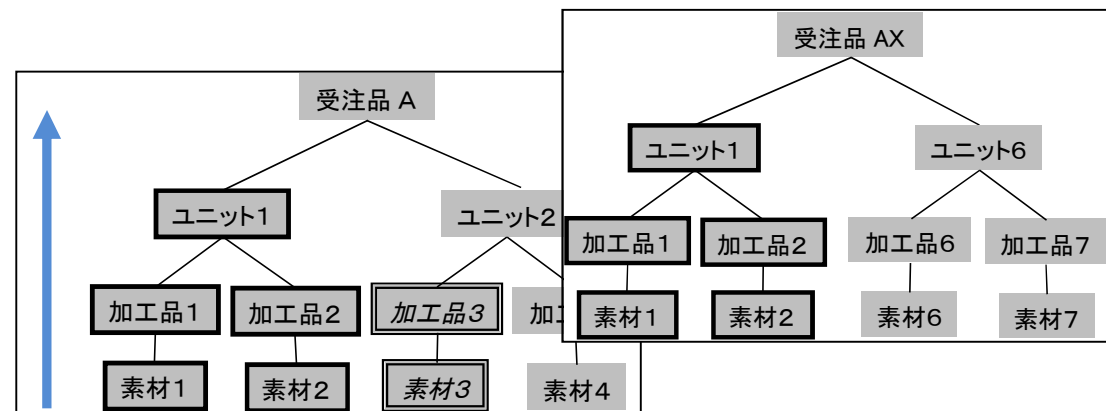 受注品 A
ユニット1
ユニット2
加工品1
加工品2
加工品3
加工
素材1
素材2
素材3
素材4
受注品 AX
ユニット1
ユニット6
加工品1
加工品2
加工品6
加工品7
素材1
素材2
素材6
素材7